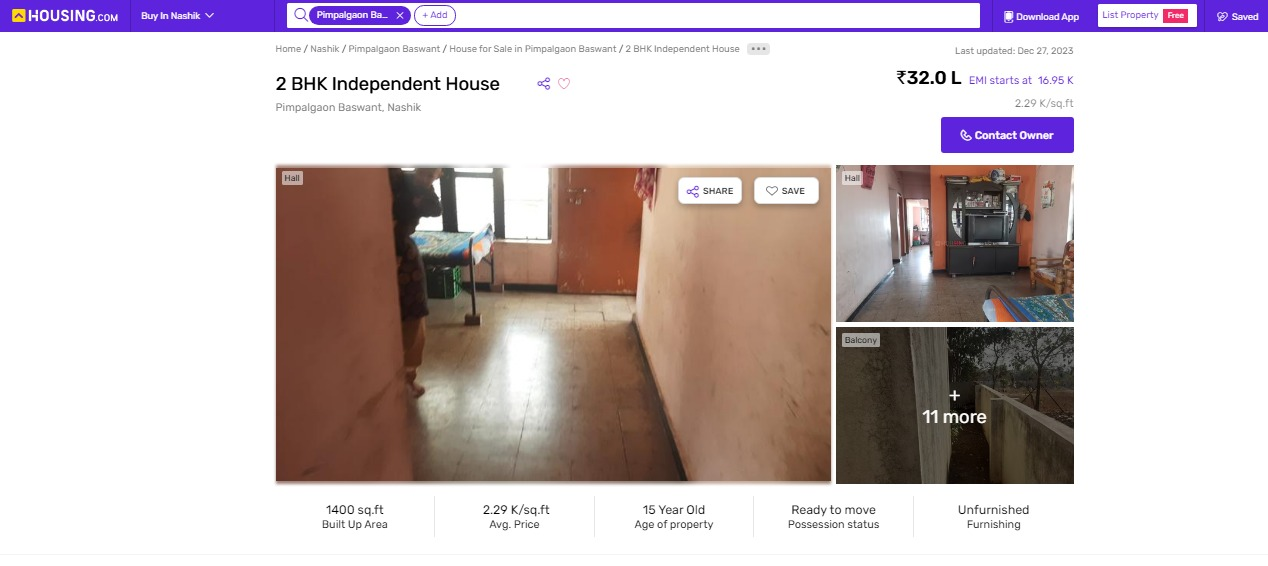 HOUSING.COM
Buy In Nashik
Pimpalgaon Ba...
+ Add
Download App
List Property Free
Saved
Home / Nashik / Pimpalgaon Baswant / House for Sale in Pimpalgaon Baswant / 2 BHK Independent House
Last updated: Dec 27, 2023
2 BHK Independent House
₹32.0 L EMI starts at 16.95 K
Pimpalgaon Baswant, Nashik
2.29 K/sq.ft
Contact Owner
Hall
SHARE
SAVE
Hall
Balcony
+
11 more
1400 sq.ft
Built Up Area
2.29 K/sq.ft
Avg. Price
15 Year Old
Age of property
Ready to move
Possession status
Unfurnished
Furnishing